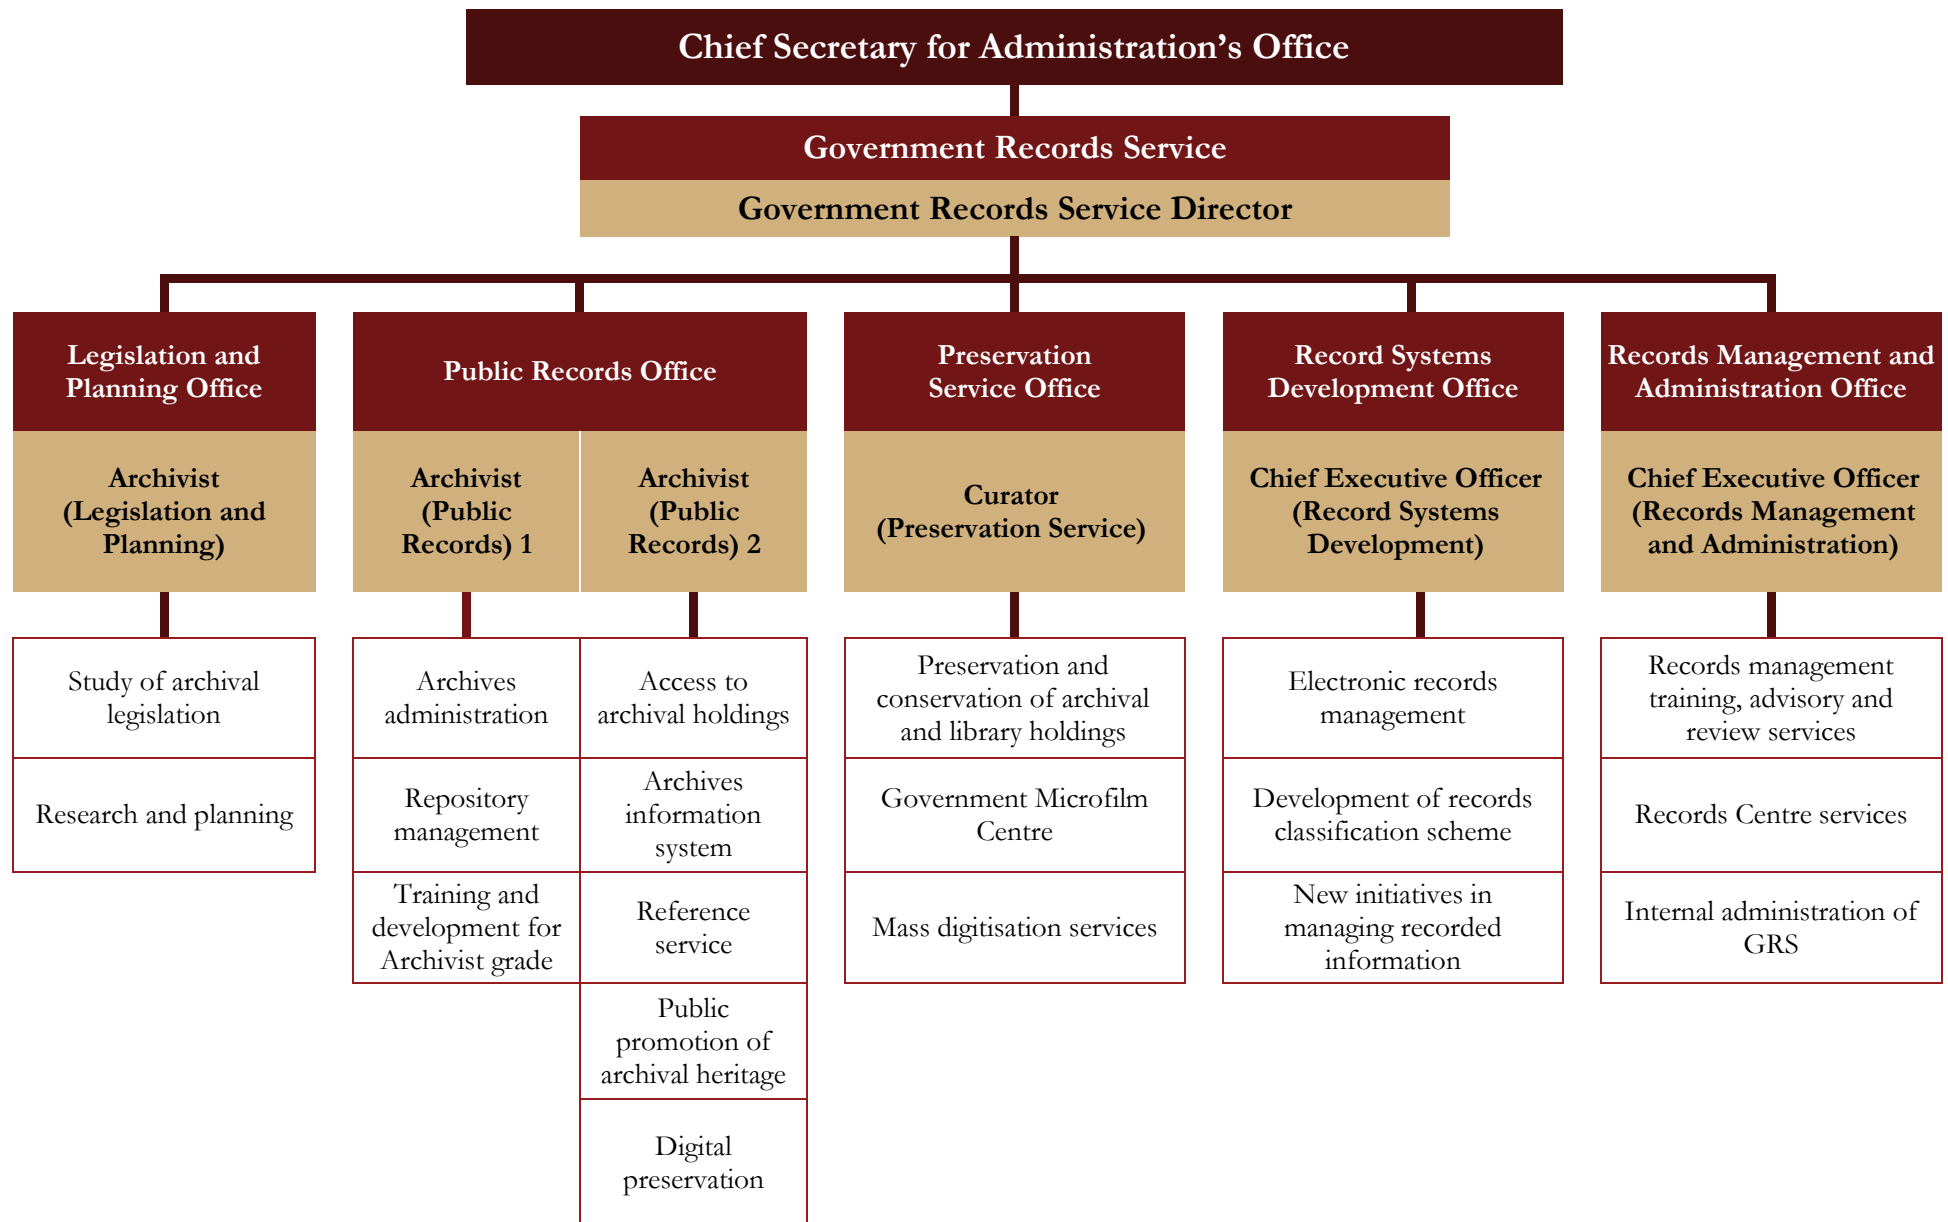 Chief Secretary for Administration’s Office
Government Records Service
Government Records Service Director
Legislation and
Planning Office
Archivist
(Legislation and
Planning)
Study of archival
legislation
Research and planning
Public Records Office
Archivist
(Public
Records) 1
Archives
administration
Repository
management
Training and
development for
Archivist grade
Archivist
(Public
Records) 2
Access to
archival holdings
Archives
information
system
Reference
service
Public
promotion of
archival heritage
Digital
preservation
Preservation
Service Office
Curator
(Preservation Service)
Preservation and
conservation of archival
and library holdings
Government Microfilm
Centre
Mass digitisation services
Record Systems
Development Office
Chief Executive Officer
(Record Systems
Development)
Electronic records
management
Development of records
classification scheme
New initiatives in
managing recorded
information
Records Management and
Administration Office
Chief Executive Officer
(Records Management
and Administration)
Records management
training, advisory and
review services
Records Centre services
Internal administration of
GRS